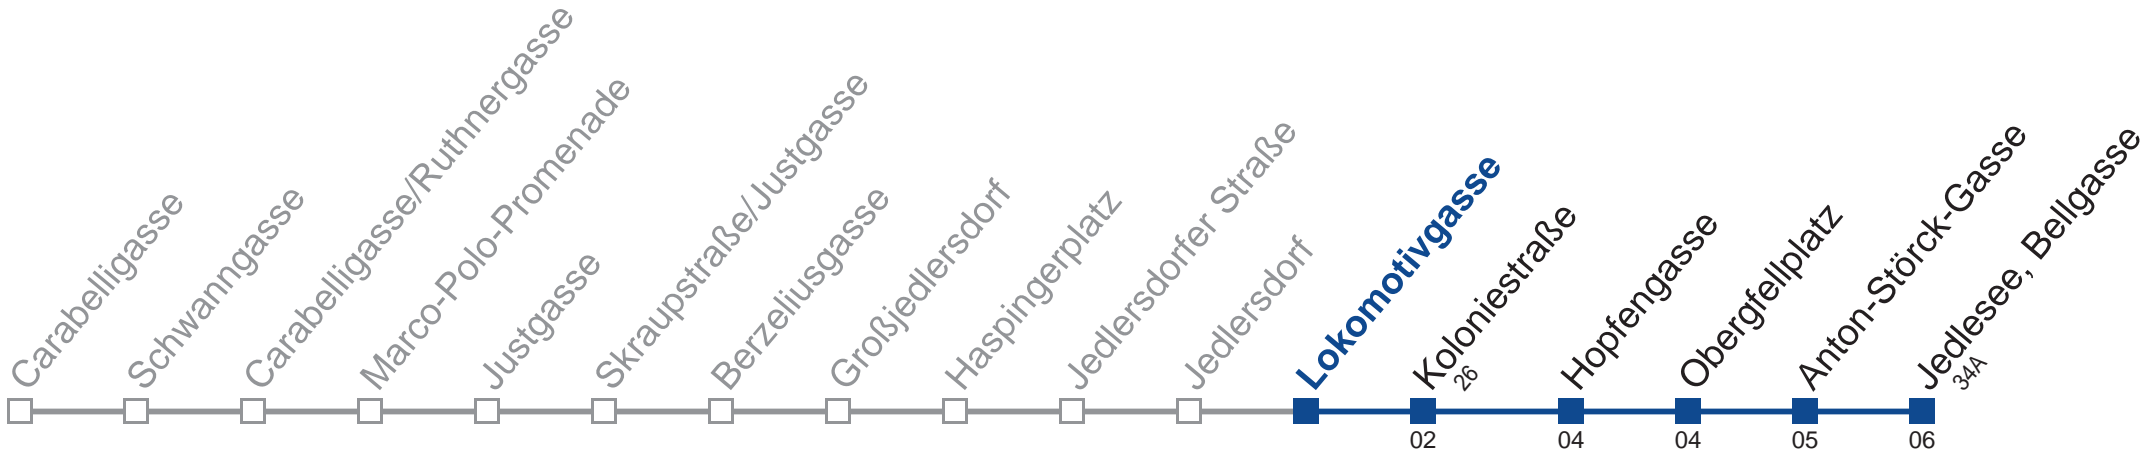 Carabelligasse
Schwanngasse
Carabelligasse/Ruthnergasse
Marco-Polo-Promenade
Justgasse
Skraupstraße/Justgasse
Berzeliusgasse
Großjedlersdorf
Haspingerplatz
Jedlersdorfer Straße
Jedlersdorf
Lokomotivgasse
Koloniestraße
26
Hopfengasse
Obergfellplatz
Anton-Störck-Gasse
Jedlesee, Bellgasse
34A
02
04
04
05
06